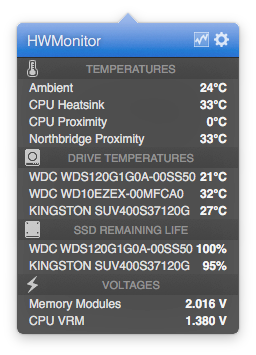 HWMonitor
TEMPERATURES
Ambient 24°C
CPU Heatsink 33°C
CPU Proximity 0°C
Northbridge Proximity 33°C
DRIVE TEMPERATURES
WDC WDS120G1G0A-00SS50 21°C
WDC WD10EZEX-00MFCA0 32°C
KINGSTON SUV400S37120G 27°C
SSD REMAINING LIFE
WDC WDS120G1G0A-00SS50 100%
KINGSTON SUV400S37120G 95%
VOLTAGES
Memory Modules 2.016 V
CPU VRM 1.380 V